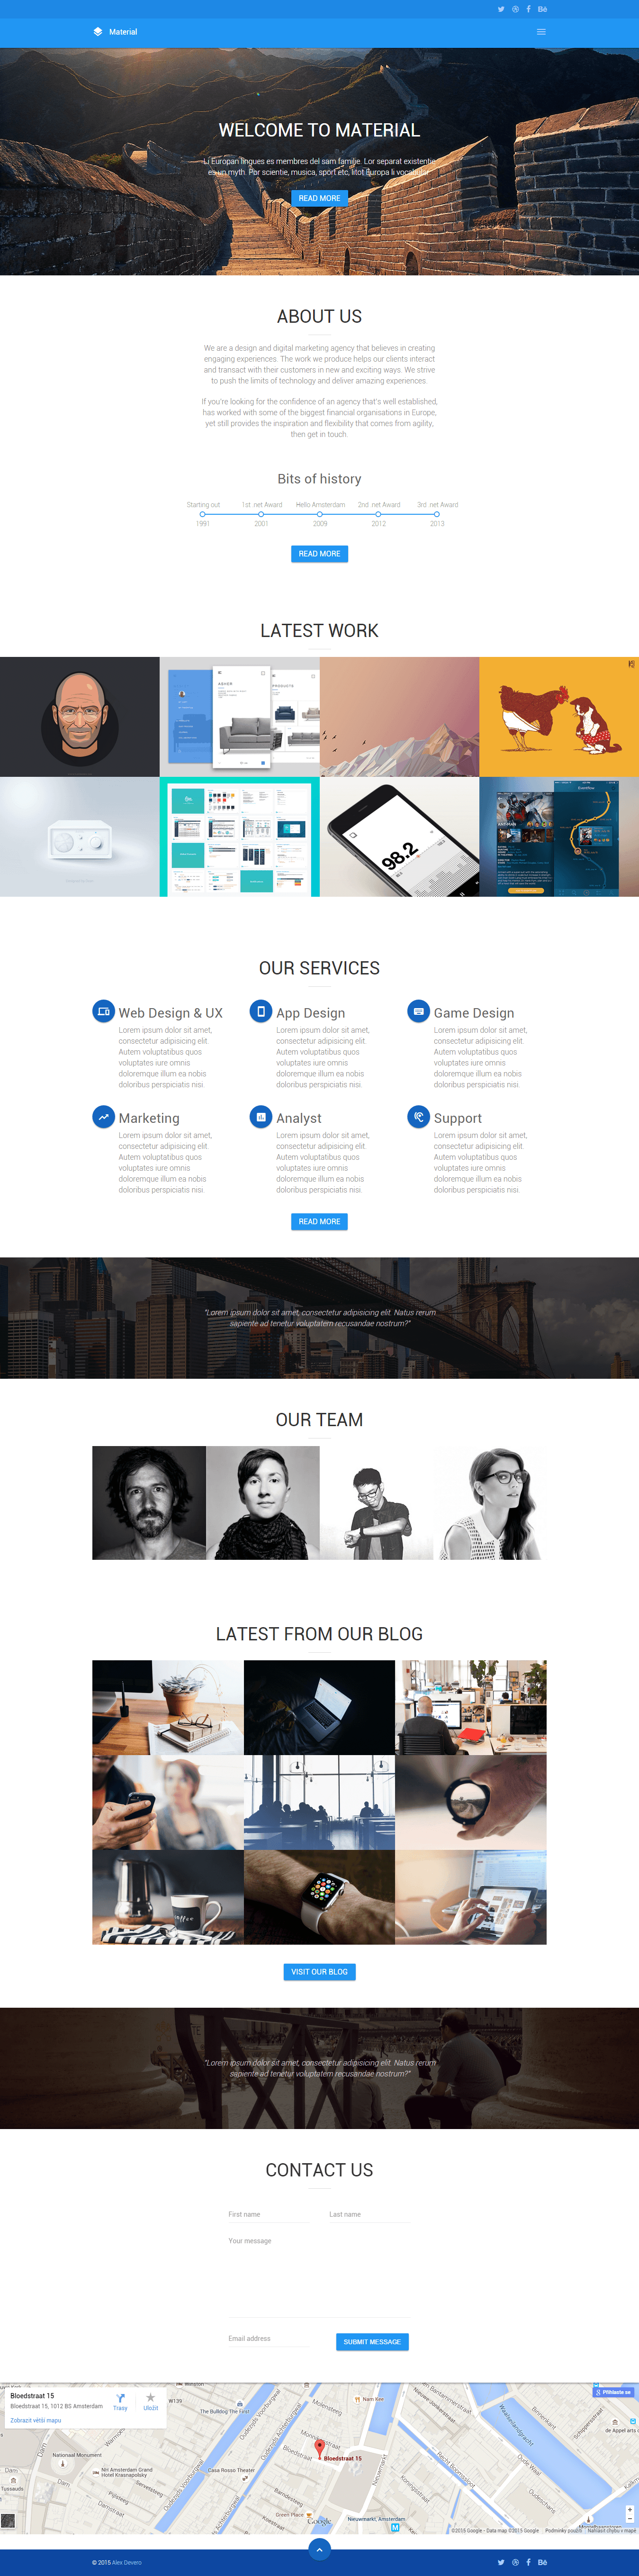 Material
WELCOME TO MATERIAL
Li Europan lingues es membres del sam familie. Lor separat existentie
es un myth. Por scientie, musica, sport etc, litot Europa li vocabular.
READ MORE
ABOUT US
We are a design and digital marketing agency that believes in creating
engaging experiences. The work we produce helps our clients interact
and transact with their customers in new and exciting ways. We strive
to push the limits of technology and deliver amazing experiences.
If you're looking for the confidence of an agency that's well established,
has worked with some of the biggest financial organisations in Europe,
yet still provides the inspiration and flexibility that comes from agility,
then get in touch.
Bits of history
Starting out 1st .net Award Hello Amsterdam 2nd .net Award 3rd .net Award
1991 2001 2009 2012 2013
READ MORE
LATEST WORK
98.2
OUR SERVICES
Web Design & UX
Lorem ipsum dolor sit amet,
consectetur adipisicing elit.
Autem voluptatibus quos
voluptates iure omnis
doloremque illum ea nobis
doloribus perspiciatis nisi.
App Design
Lorem ipsum dolor sit amet,
consectetur adipisicing elit.
Autem voluptatibus quos
voluptates iure omnis
doloremque illum ea nobis
doloribus perspiciatis nisi.
Game Design
Lorem ipsum dolor sit amet,
consectetur adipisicing elit.
Autem voluptatibus quos
voluptates iure omnis
doloremque illum ea nobis
doloribus perspiciatis nisi.
Marketing
Lorem ipsum dolor sit amet,
consectetur adipisicing elit.
Autem voluptatibus quos
voluptates iure omnis
doloremque illum ea nobis
doloribus perspiciatis nisi.
Analyst
Lorem ipsum dolor sit amet,
consectetur adipisicing elit.
Autem voluptatibus quos
voluptates iure omnis
doloremque illum ea nobis
doloribus perspiciatis nisi.
Support
Lorem ipsum dolor sit amet,
consectetur adipisicing elit.
Autem voluptatibus quos
voluptates iure omnis
doloremque illum ea nobis
doloribus perspiciatis nisi.
READ MORE
"Lorem ipsum dolor sit amet, consectetur adipisicing elit. Natus rerum
sapiente ad tenetur voluptatem recusandae nostrum?"
OUR TEAM
LATEST FROM OUR BLOG
VISIT OUR BLOG
"Lorem ipsum dolor sit amet, consectetur adipisicing elit. Natus rerum
sapiente ad tenetur voluptatem recusandae nostrum?"
CONTACT US
First name Last name
Your message
Email address
SUBMIT MESSAGE
Bloedstraat 15
Bloedstraat 15, 1012 BS Amsterdam
Zobrazit větší mapu
Trasy
Uložit
Přihlaste se
W139
The Bulldog The First
Nam Kee
Nationaal Monument
NH Amsterdam Grand
Hotel Krasnapolsky
Casa Rosso Theater
Bloedstraat 15
Green Place
Nieuwmarkt, Amsterdam
Google
©2015 Google - Data map ©2015 Google Podmínky použití Nahlásit chybu v mapě
© 2015 Alex Devero
Bē